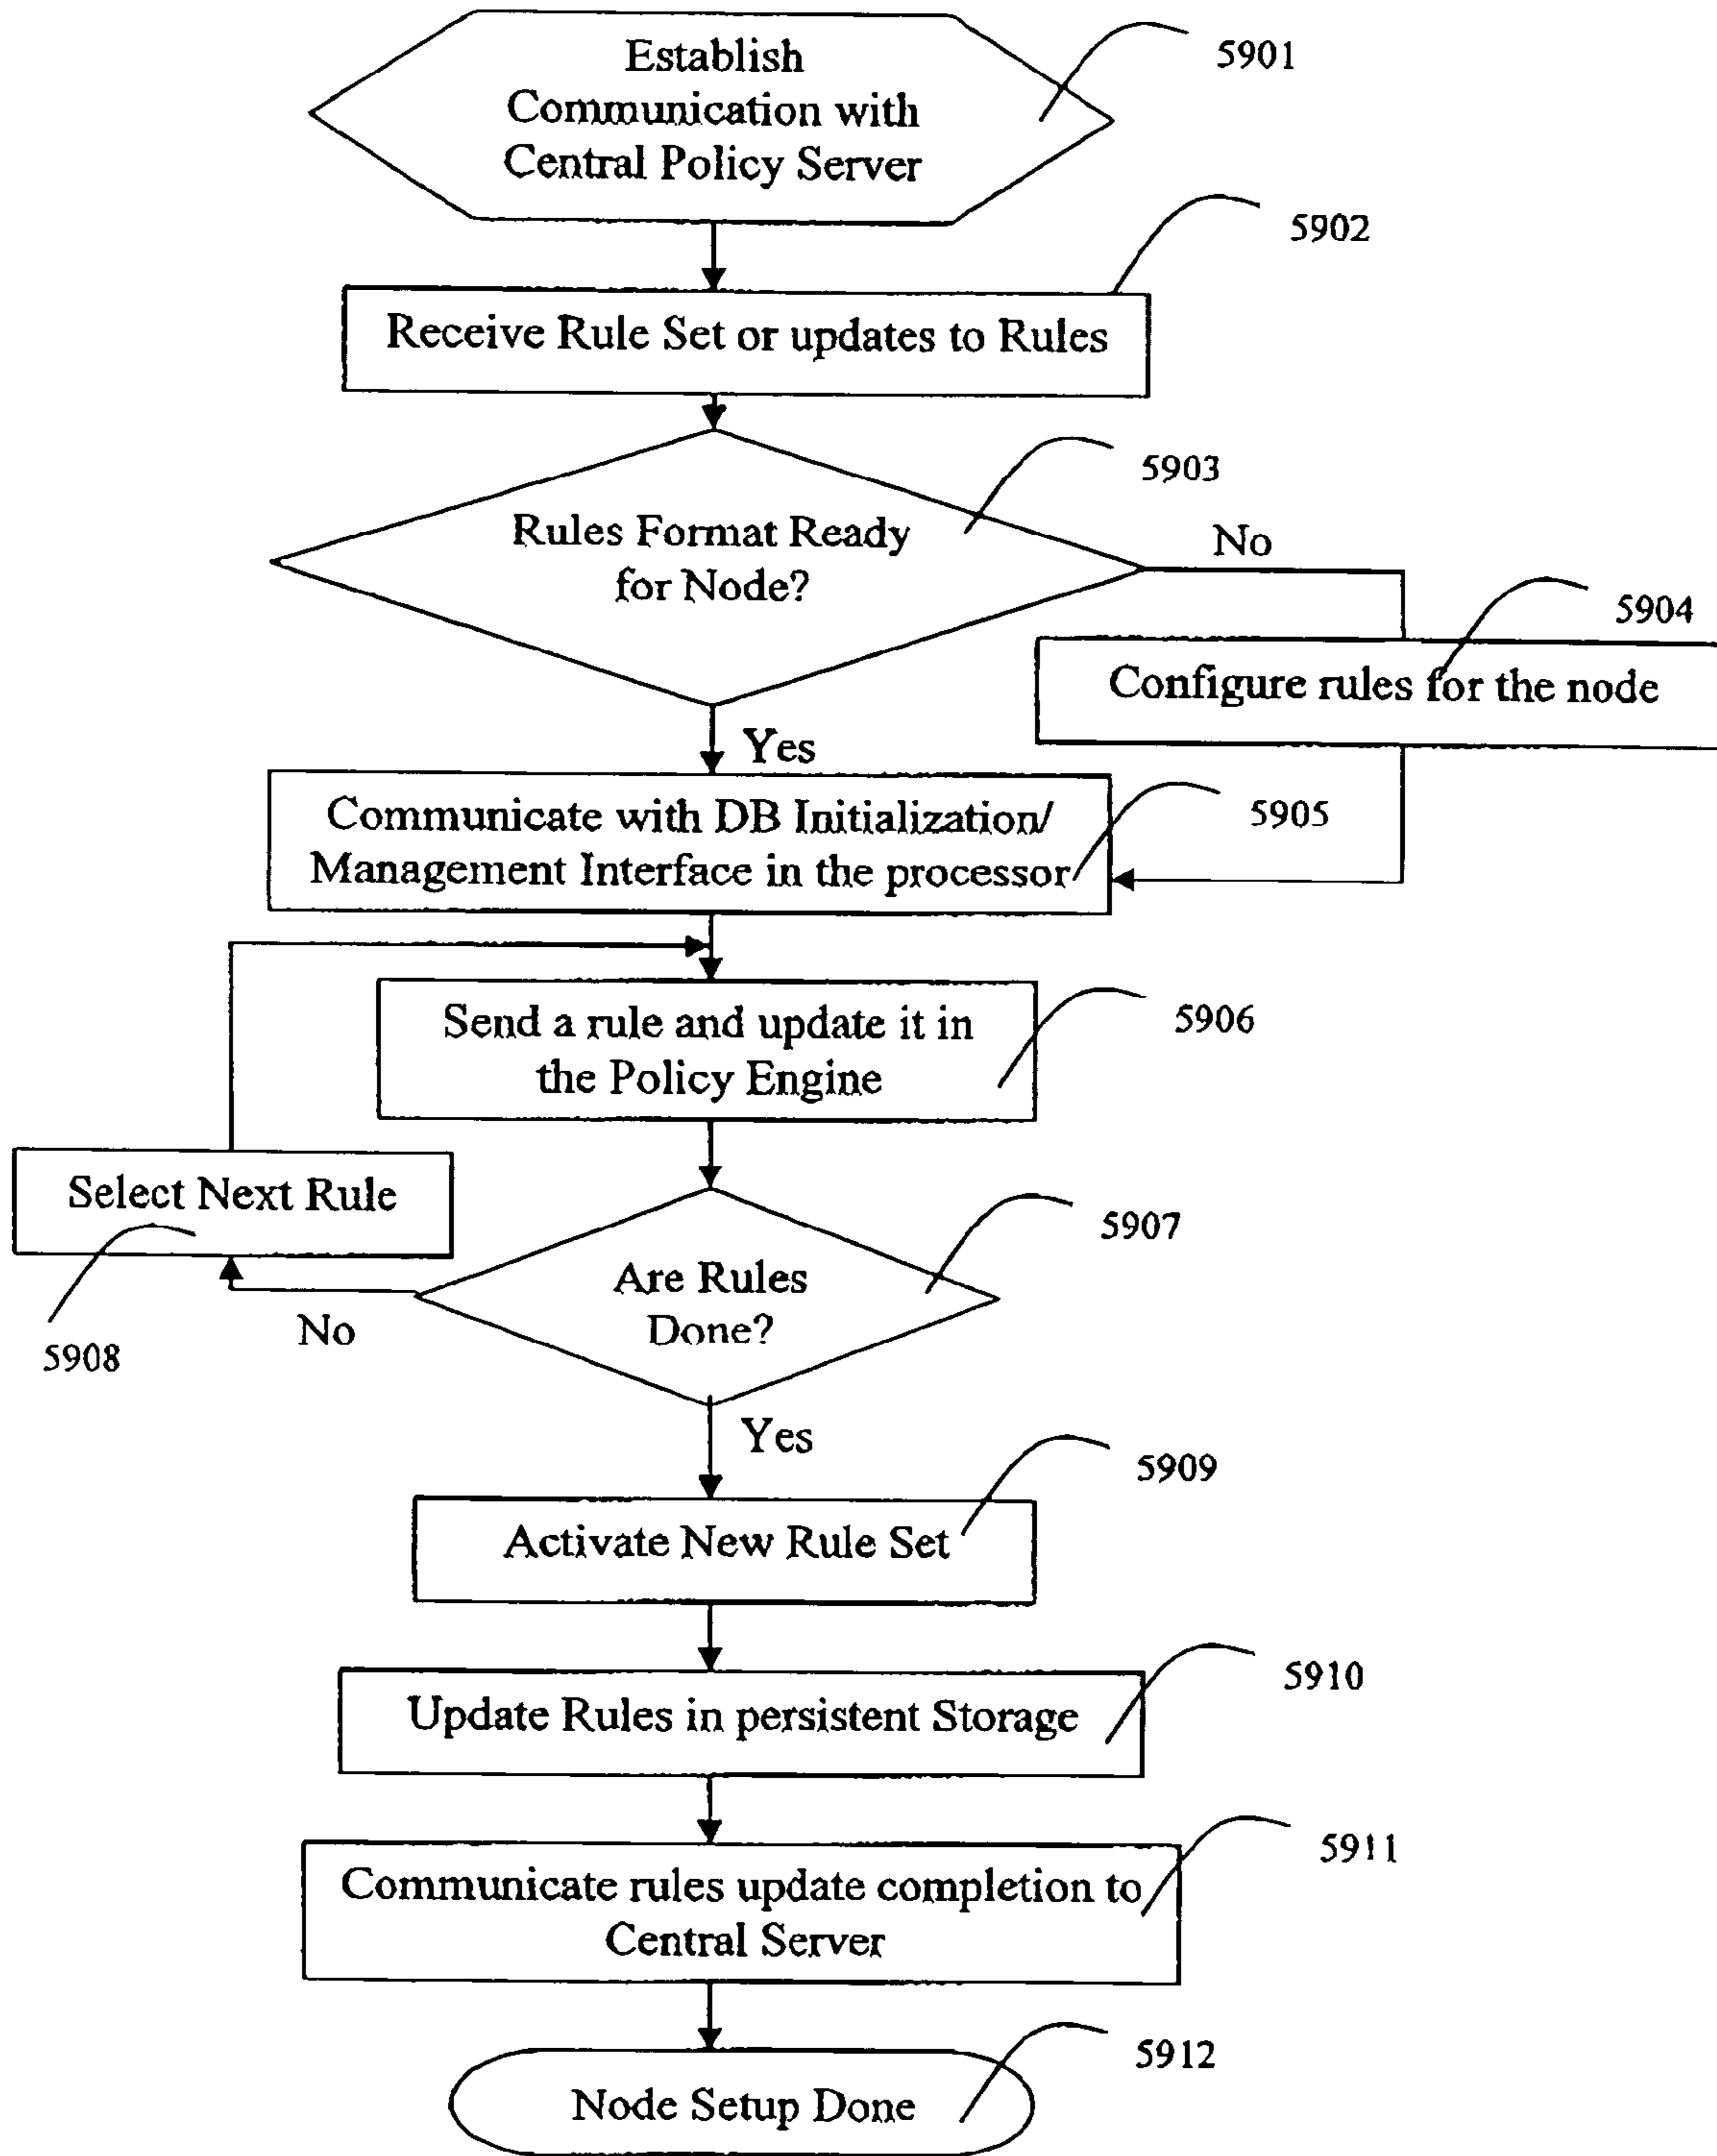 Establish
Communication with
Central Policy Server
5901
5902
Receive Rule Set or updates to Rules
5903
Rules Format Ready
for Node?
No
5904
Configure rules for the node
Yes
Communicate with DB Initialization/
Management Interface in the processor
5905
Send a rule and update it in
the Policy Engine
5906
Select Next Rule
5907
Are Rules
Done?
No
5908
Yes
5909
Activate New Rule Set
5910
Update Rules in persistent Storage
5911
Communicate rules update completion to
Central Server
5912
Node Setup Done